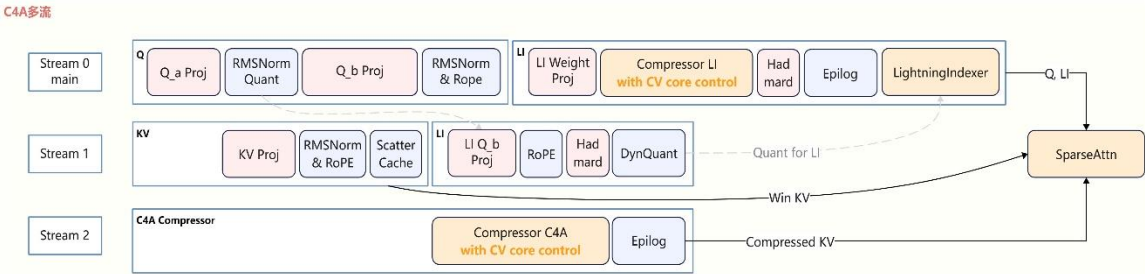 C4A多流
Stream 0
main
Q
Q_a Proj
RMSNorm
Quant
Q_b Proj
RMSNorm
& Rope
LI
LI Weight
Proj
Compressor LI
with CV core control
Had
mard
Epilog
LightningIndexer
Q, LI
Stream 1
KV
KV Proj
RMSNorm
& RoPE
Scatter
Cache
LI
LI Q_b
Proj
RoPE
Had
mard
DynQuant
Quant for LI
SparseAttn
Win KV
Stream 2
C4A Compressor
Compressor C4A
with CV core control
Epilog
Compressed KV